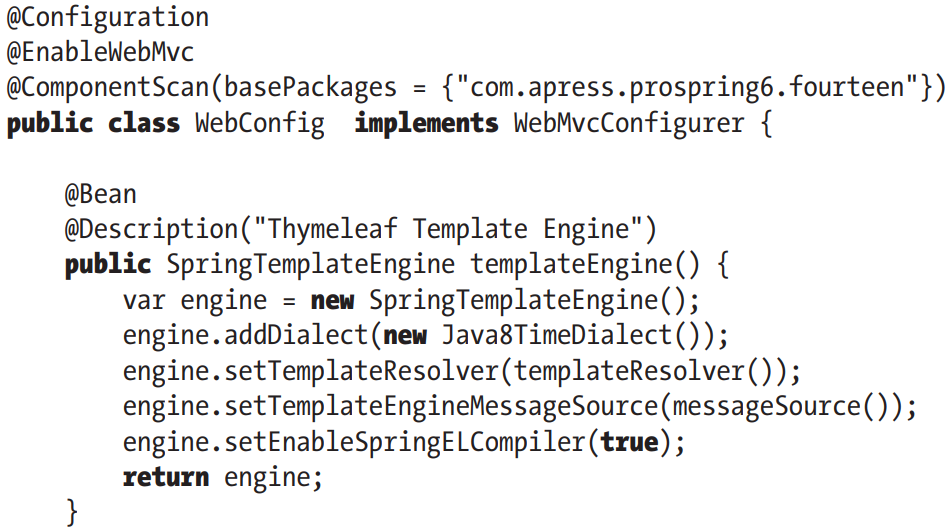 @Configuration
@EnableWebMvc
@ComponentScan(basePackages = {"com.apress.prospring6.fourteen"})
public class WebConfig  implements WebMvcConfigurer {
    @Bean
    @Description("Thymeleaf Template Engine")
    public SpringTemplateEngine templateEngine() {
        var engine = new SpringTemplateEngine();
        engine.addDialect(new Java8TimeDialect());
        engine.setTemplateResolver(templateResolver());
        engine.setTemplateEngineMessageSource(messageSource());
        engine.setEnableSpringELCompiler(true);
        return engine;
    }